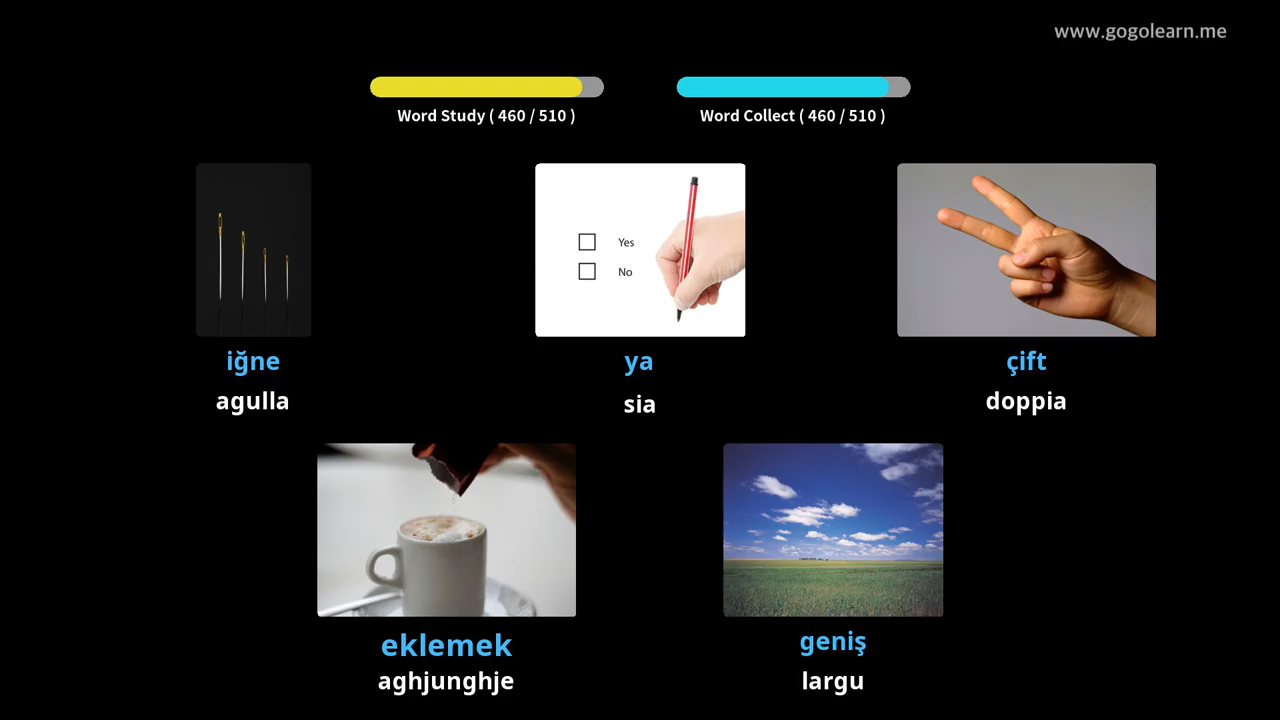 www.gogolearn.me
Word Study ( 460 / 510 )
Word Collect ( 460 / 510 )
Yes
No
iğne
ya
çift
agulla
sia
doppia
eklemek
geniş
aghjunghje
largu